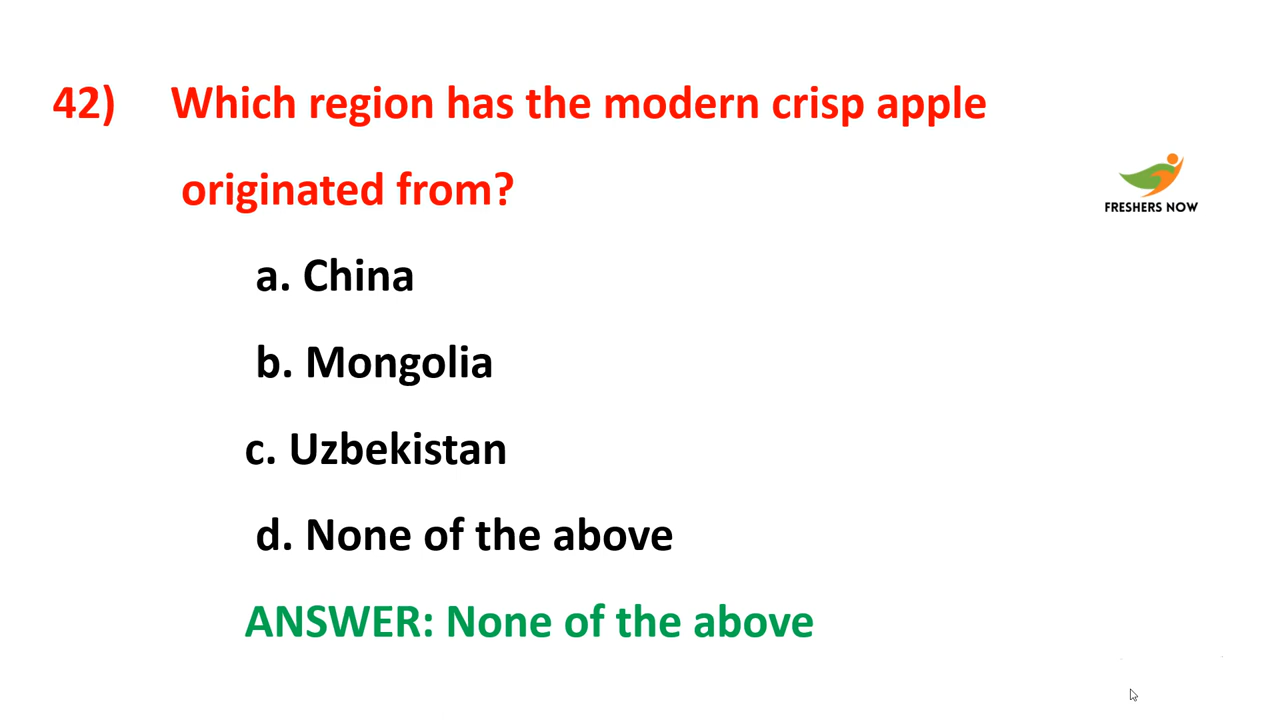 42) Which region has the modern crisp apple
originated from?
FRESHERS NOW
a. China
b. Mongolia
c. Uzbekistan
d. None of the above
ANSWER: None of the above